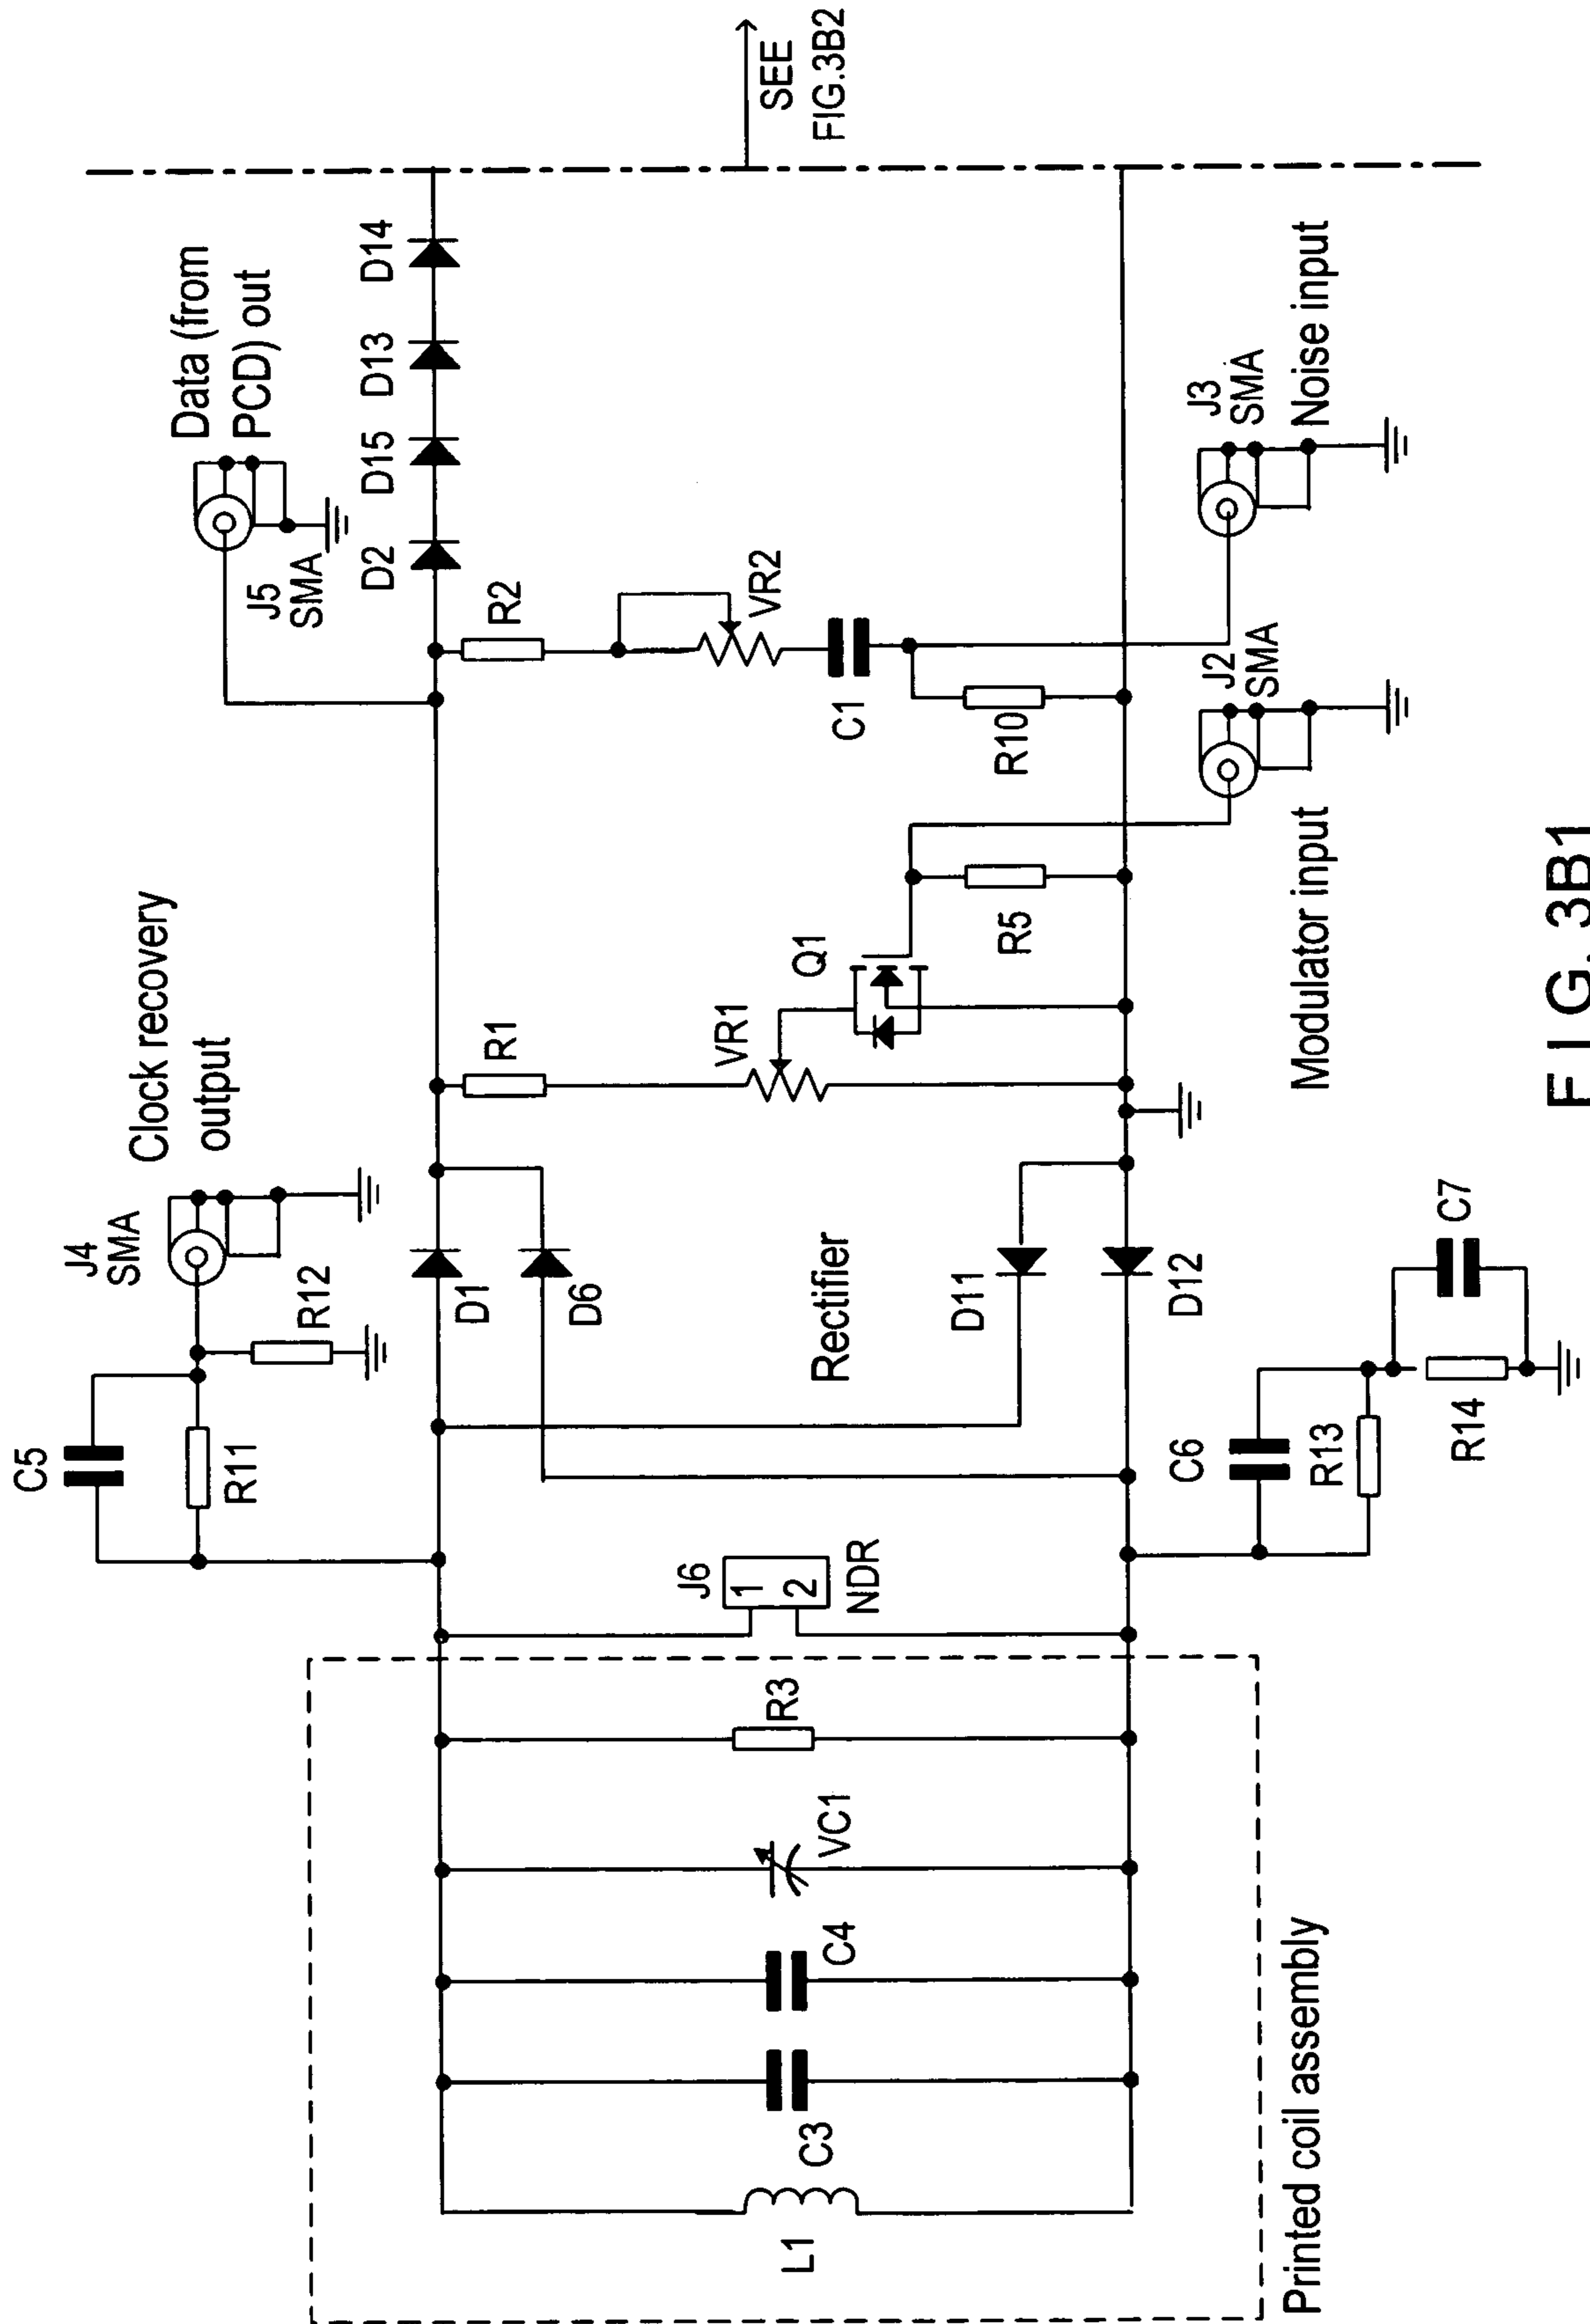 Clock recovery
output
Data (from
PCD) out
SEE
FIG.3B2
J4
SMA
J5
SMA
C5
R11
R12
D1
D6
D2
D15
D13
D14
R1
R2
VR1
VR2
Q1
C1
R5
R10
J6
1
2
NDR
Rectifier
D11
D12
L1
C3
C4
VC1
R3
C6
R13
R14
C7
J2
SMA
J3
SMA
Modulator input
Noise input
Printed coil assembly
FIG. 3B1